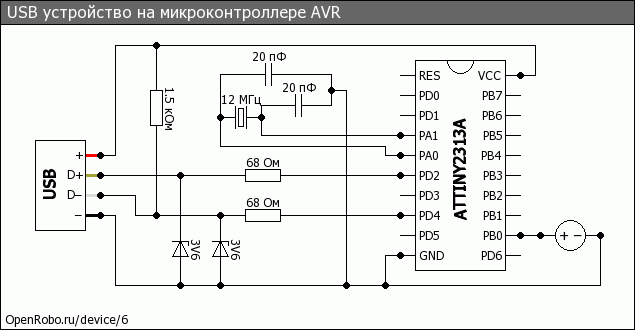 USB устройство на микроконтроллере AVR
20 пФ
20 пФ
12 МГц
1.5 кОм
USB
+
D+
D−
−
68 Ом
68 Ом
3V6
3V6
RES
PD0
PD1
PA1
PA0
PD2
PD3
PD4
PD5
GND
ATTINY2313A
VCC
PB7
PB6
PB5
PB4
PB3
PB2
PB1
PB0
PD6
+ −
OpenRobo.ru/device/6